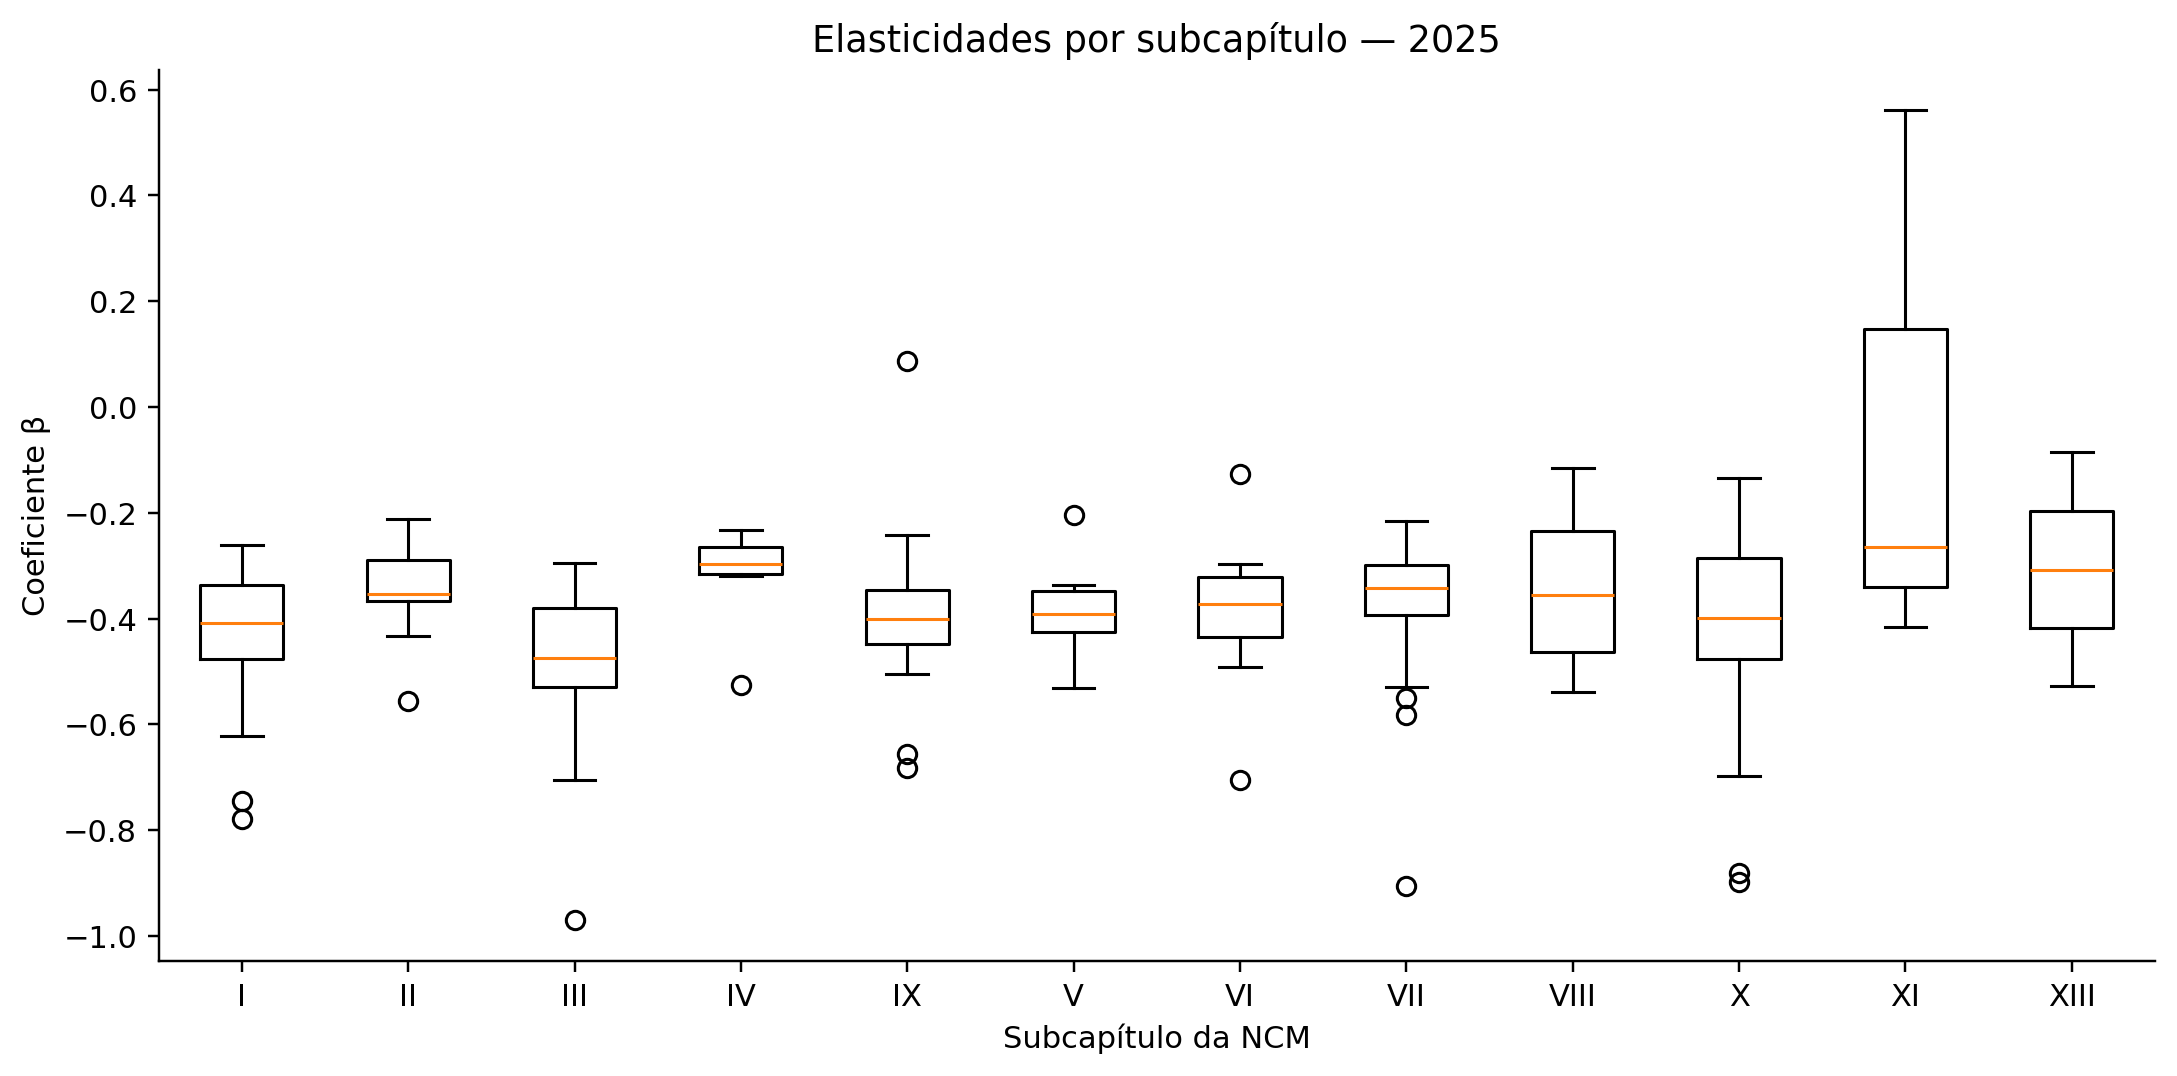 Elasticidades por subcapítulo — 2025
Coeficiente β
0.6
0.4
0.2
0.0
−0.2
−0.4
−0.6
−0.8
−1.0
I II III IV IX V VI VII VIII X XI XIII
Subcapítulo da NCM